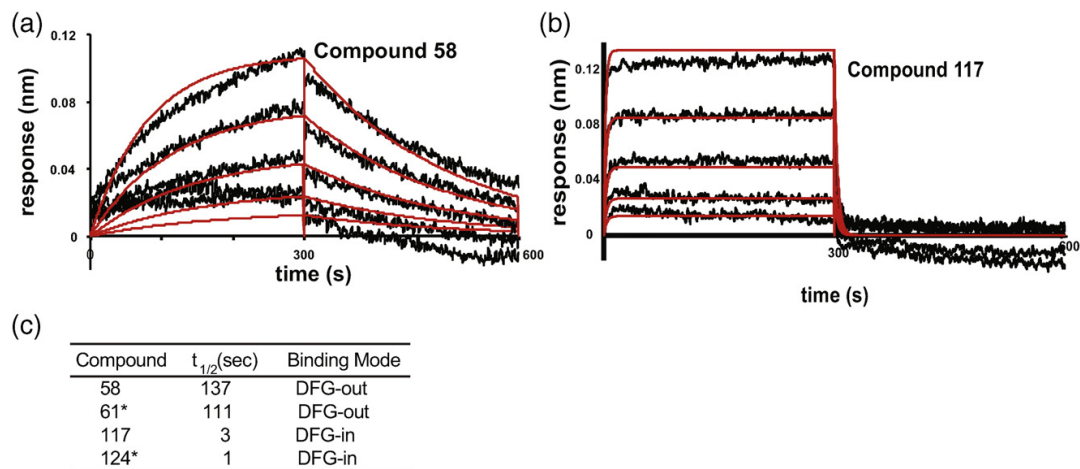 (a)
Compound 58
response (nm)
0.12
0.08
0.04
0
0
300
600
time (s)
(b)
Compound 117
response (nm)
0.12
0.08
0.04
0
300
600
time (s)
(c)
Compound t1/2(sec) Binding Mode
58 137 DFG-out
61* 111 DFG-out
117 3 DFG-in
124* 1 DFG-in